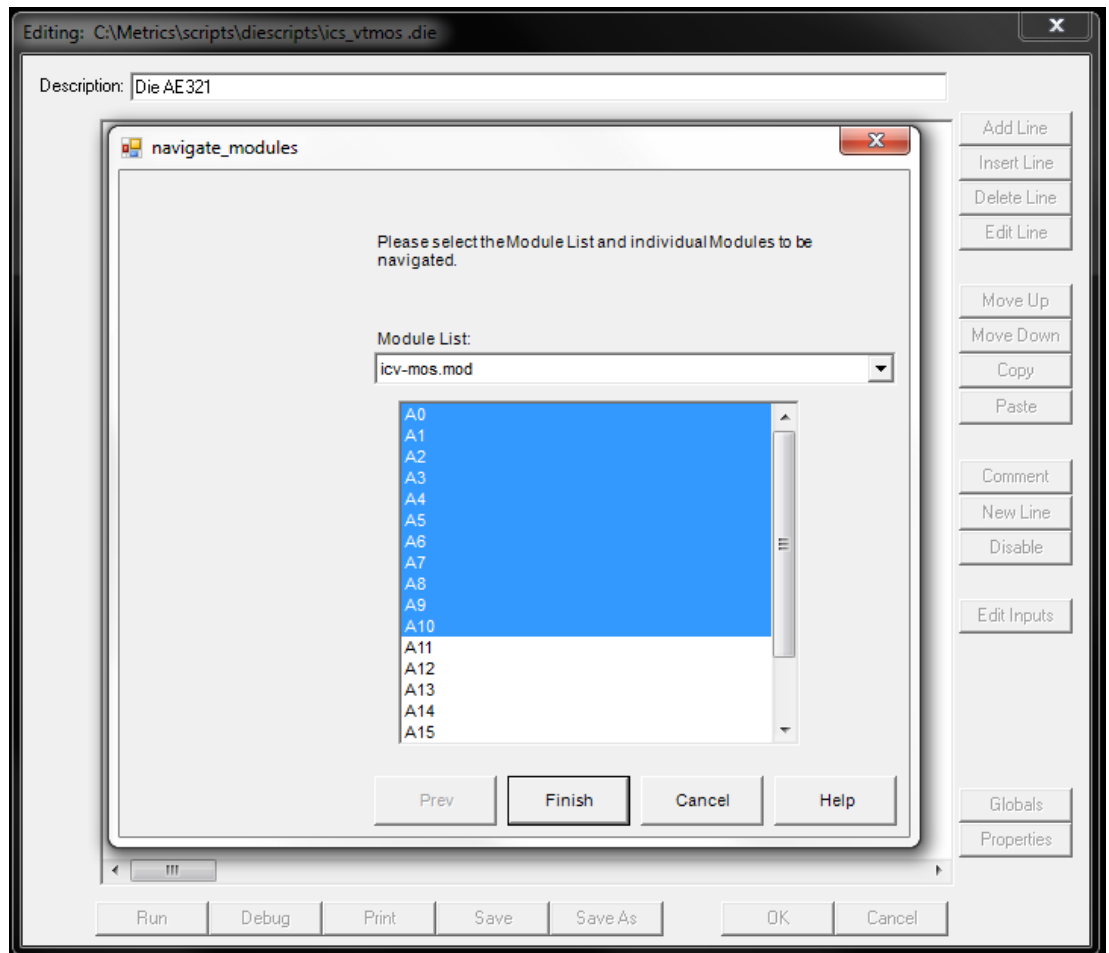 Editing: C:\Metrics\scripts\diescripts\ics_vtmos .die
x
Description: Die AE321
navigate_modules
x
Please select the Module List and individual Modules to be
navigated.
Module List:
icv-mos.mod
A0
A1
A2
A3
A4
A5
A6
A7
A8
A9
A10
A11
A12
A13
A14
A15
Prev
Finish
Cancel
Help
Add Line
Insert Line
Delete Line
Edit Line
Move Up
Move Down
Copy
Paste
Comment
New Line
Disable
Edit Inputs
Globals
Properties
Run
Debug
Print
Save
Save As
OK
Cancel